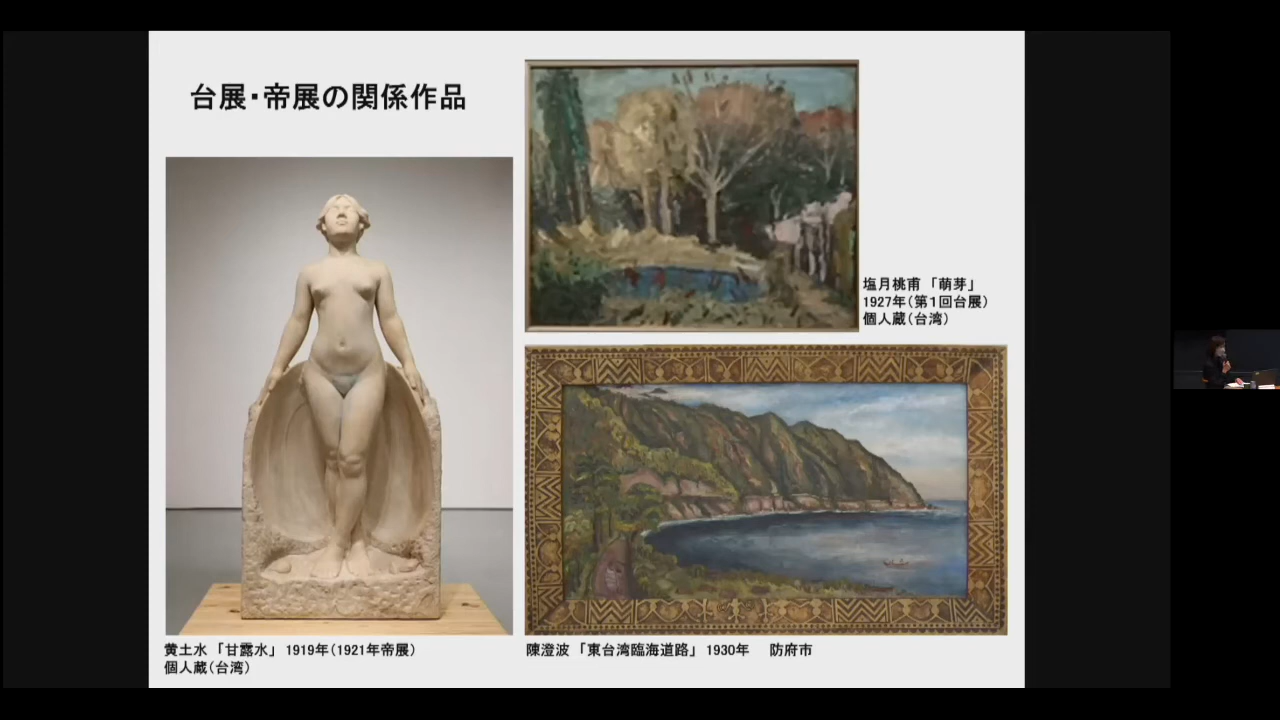 台展・帝展の関係作品
塩月桃甫 「萌芽」
1927年(第1回台展)
個人蔵(台湾)
黄土水 「甘露水」 1919年(1921年帝展)
個人蔵(台湾)
陳澄波 「東台湾臨海道路」 1930年 防府市